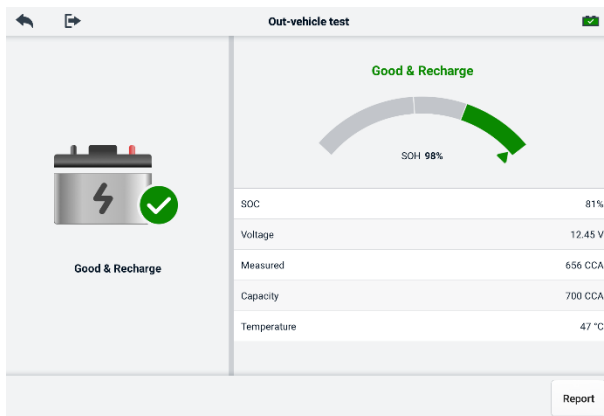 Out-vehicle test
Good & Recharge
Good & Recharge
SOH 98%
SOC 81%
Voltage 12.45 V
Measured 656 CCA
Capacity 700 CCA
Temperature 47 °C
Report